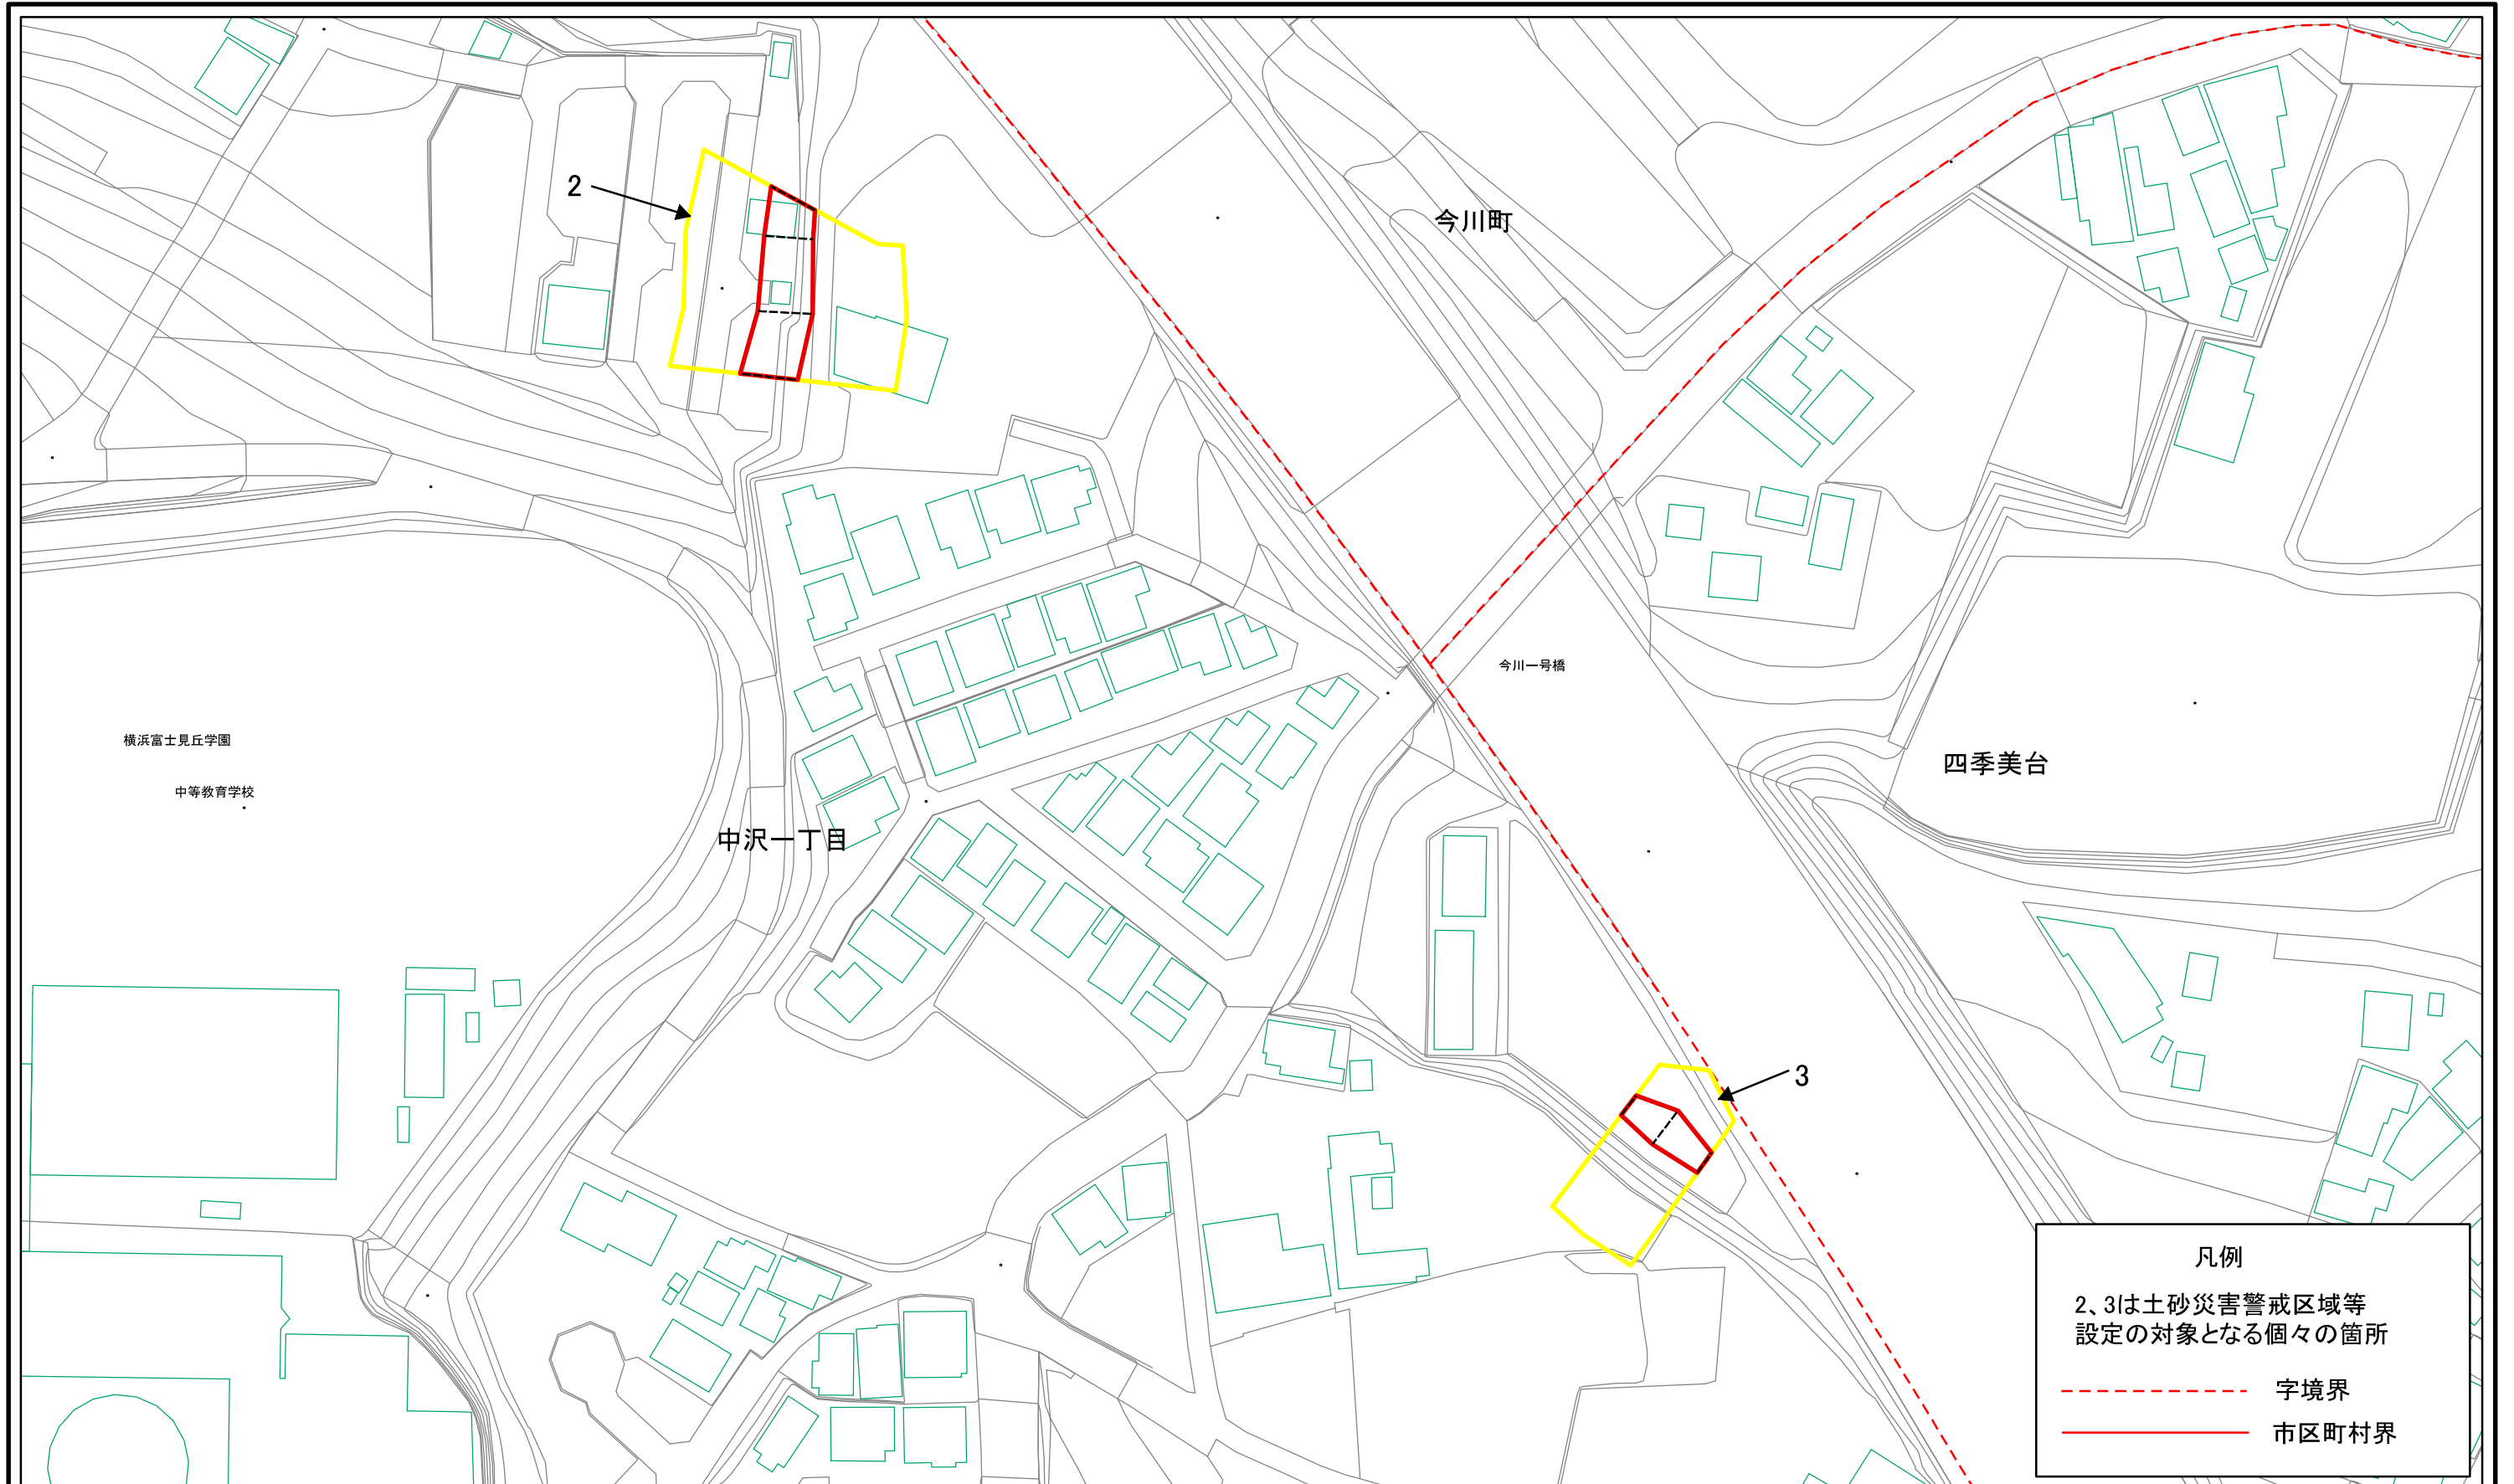 2
今川町
今川一号橋
横浜富士見丘学園
中等教育学校
四季美台
中沢一丁目
3
凡例
2、3は土砂災害警戒区域等
設定の対象となる個々の箇所
字境界
市区町村界